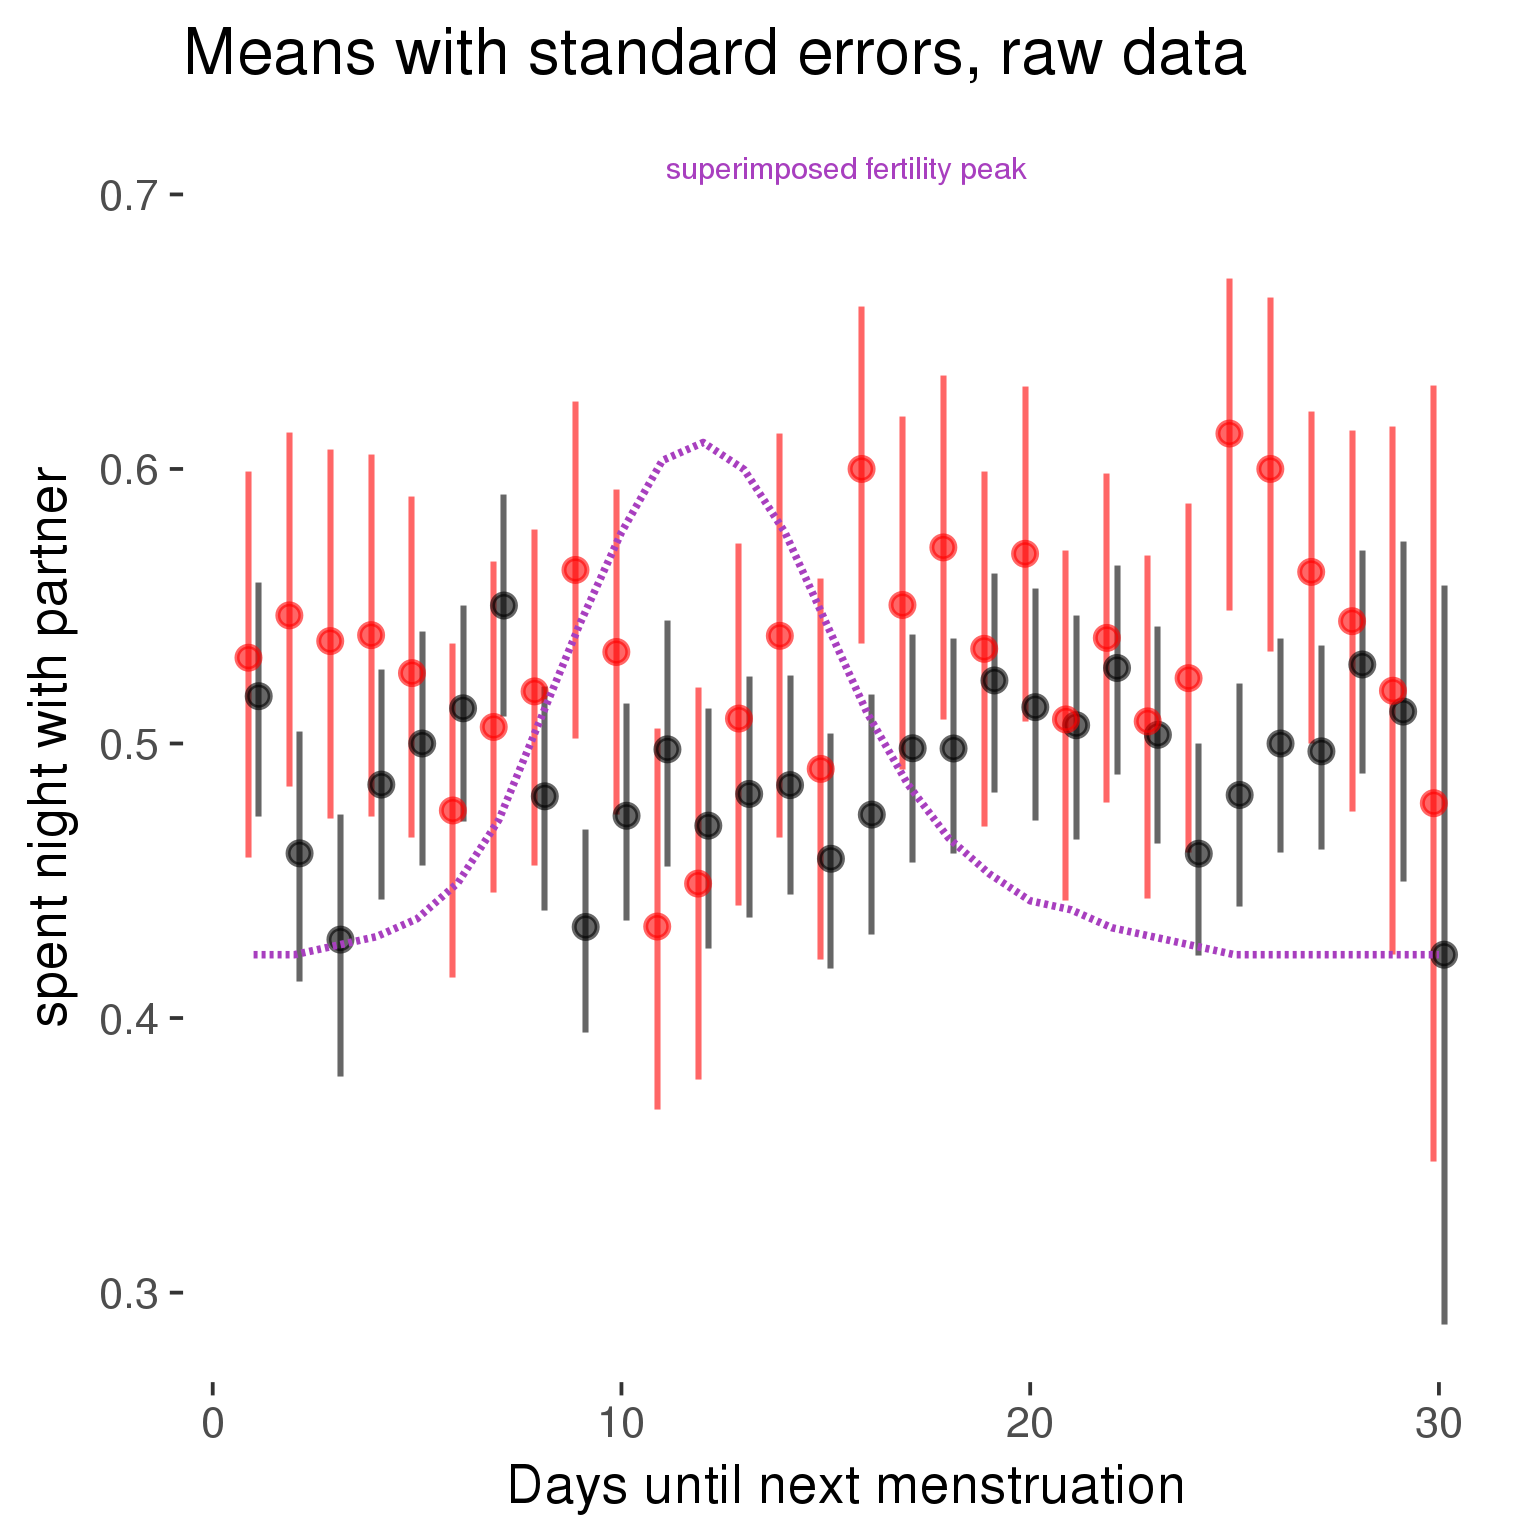 Means with standard errors, raw data
superimposed fertility peak
0.7
0.6
0.5
0.4
0.3
spent night with partner
0 10 20 30
Days until next menstruation